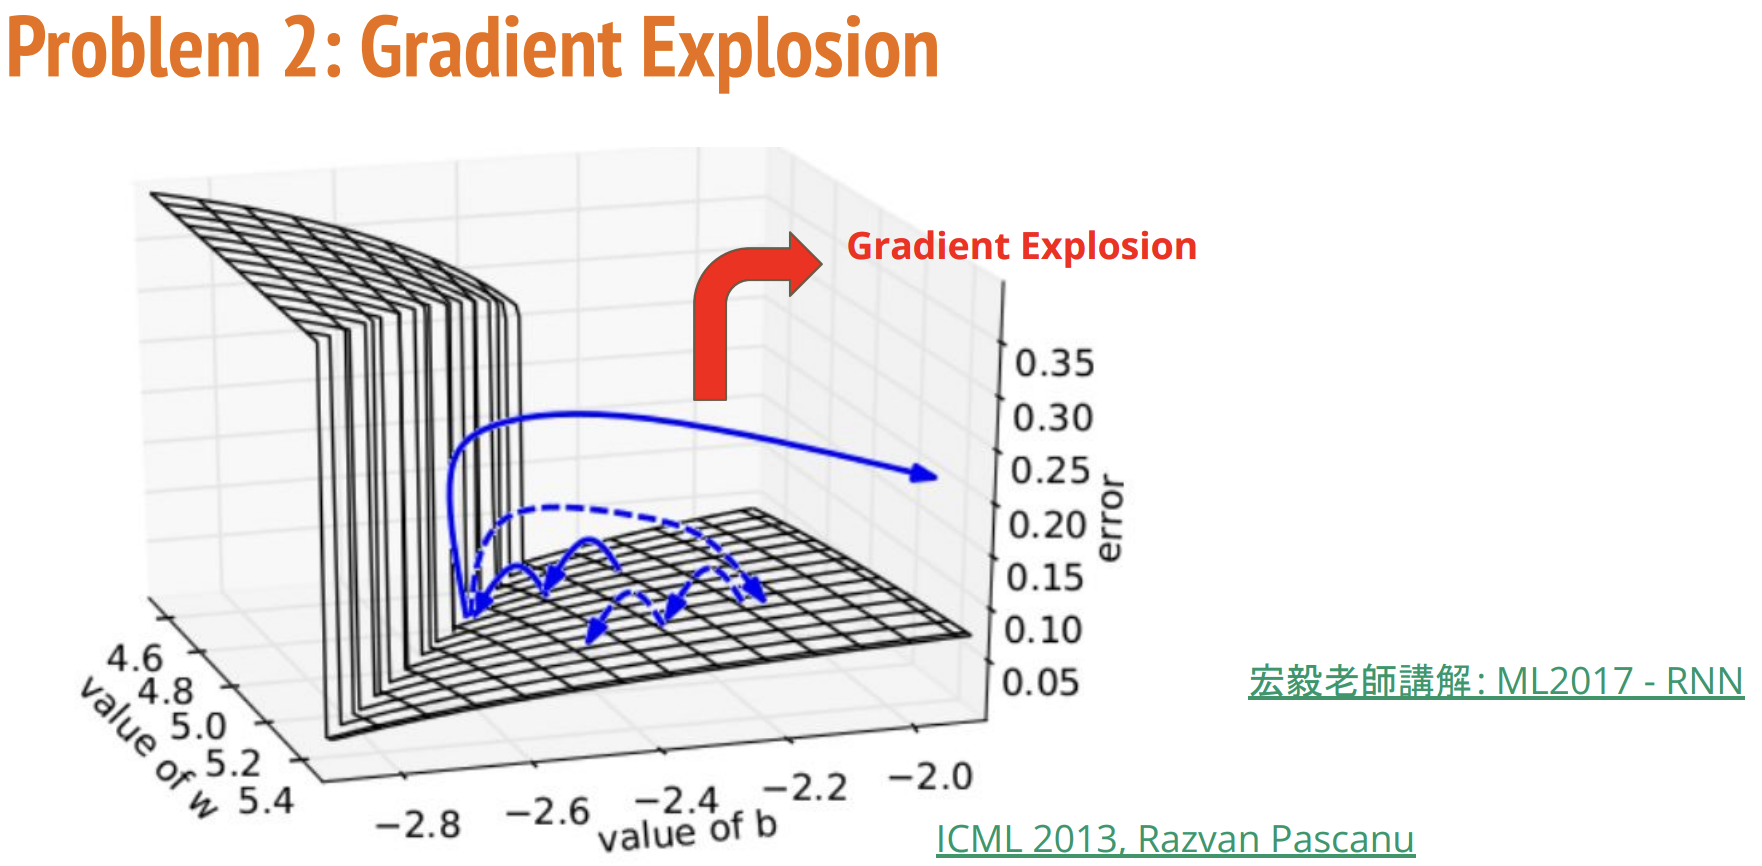 Problem 2: Gradient Explosion
Gradient Explosion
0.35
0.30
0.25
0.20
0.15
0.10
0.05
error
4.6
4.8
5.0
5.2
5.4
value of w
−2.8
−2.6
−2.4
−2.2
−2.0
value of b
宏毅老師講解: ML2017 - RNN
ICML 2013, Razvan Pascanu